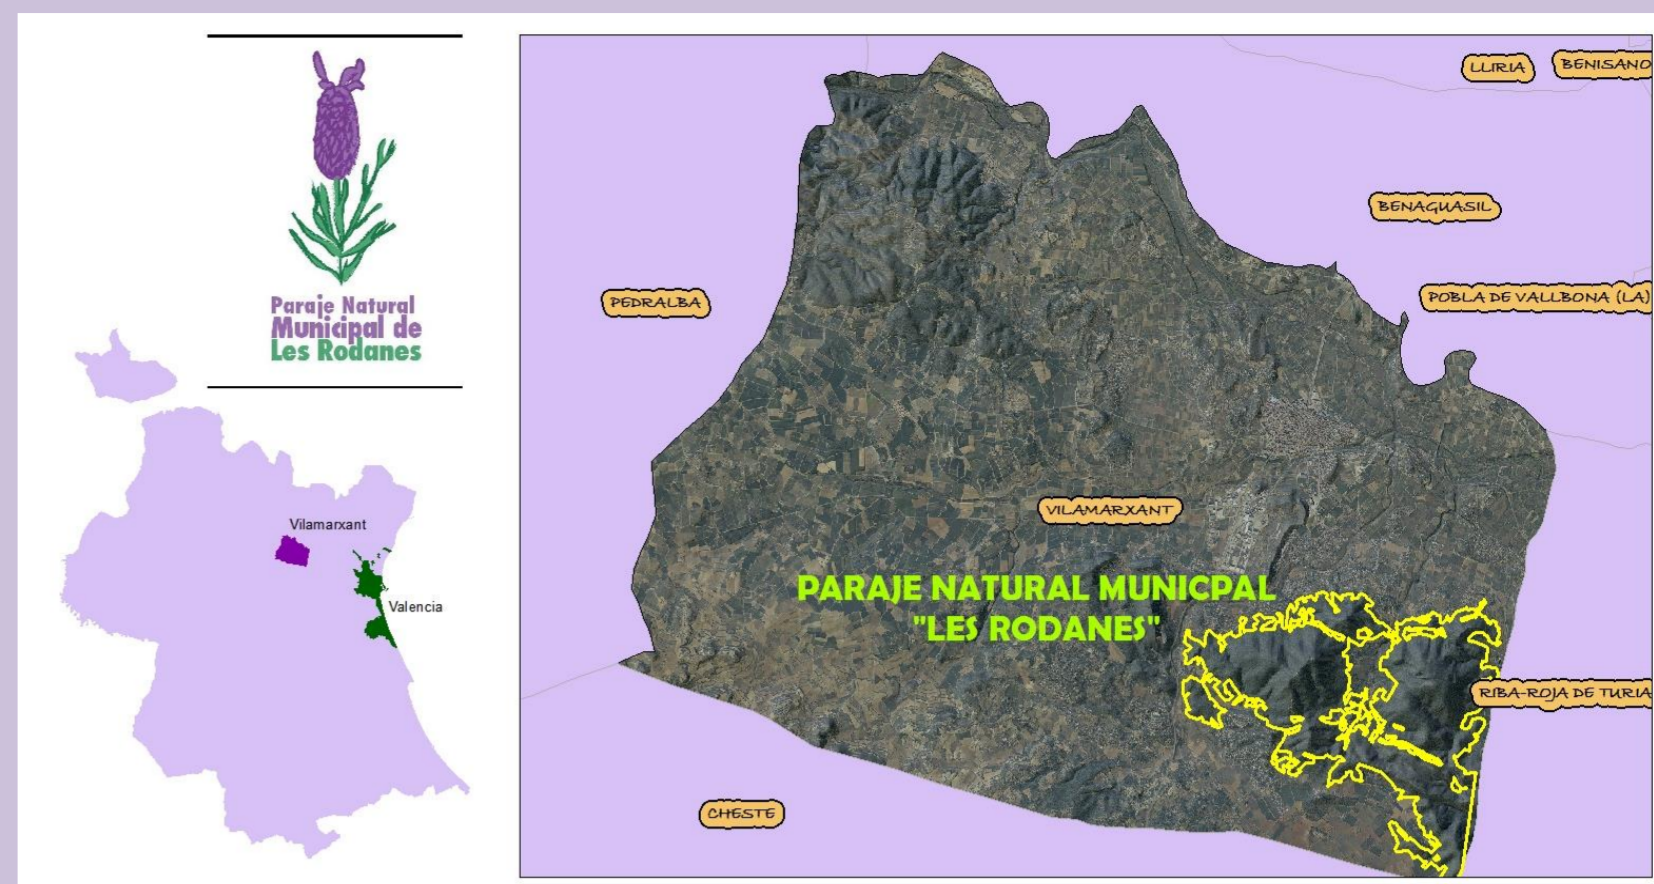 Paraje Natural
Municipal de
Les Rodanes
Vilamarxant
Valencia
LLIRIA
BENISANO
BENAGUASIL
PEDRALBA
POBLA DE VALLBONA (LA)
VILAMARXANT
PARAJE NATURAL MUNICPAL
"LES RODANES"
RIBA-ROJA DE TURIA
CHESTE